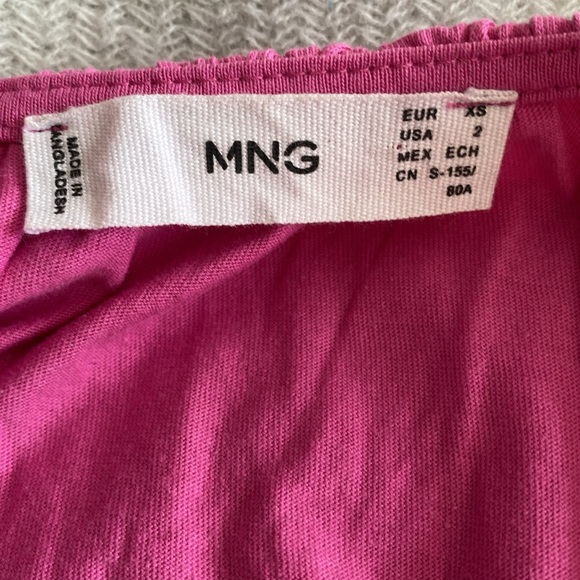 MADE IN
BANGLADESH
MNG
EUR XS
USA 2
MEX ECH
CN S-155/
80A